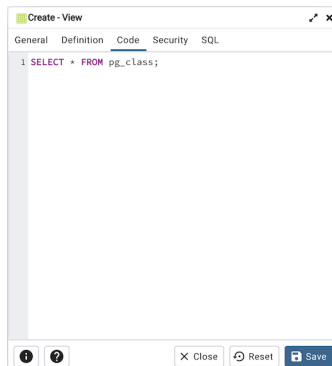 Create - View
General Definition Code Security SQL
1 SELECT * FROM pg_class;
Close Reset Save